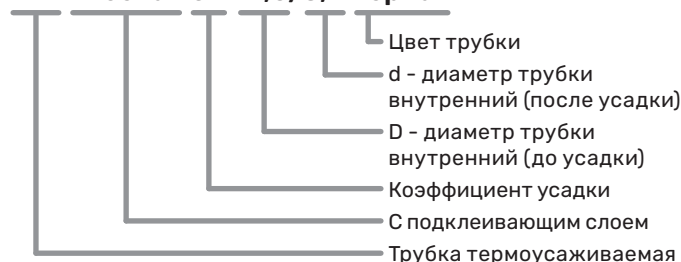 Цвет трубки
d - диаметр трубки
внутренний (после усадки)
D - диаметр трубки
внутренний (до усадки)
Коэффициент усадки
С подклеивающим слоем
Трубка термоусаживаемая